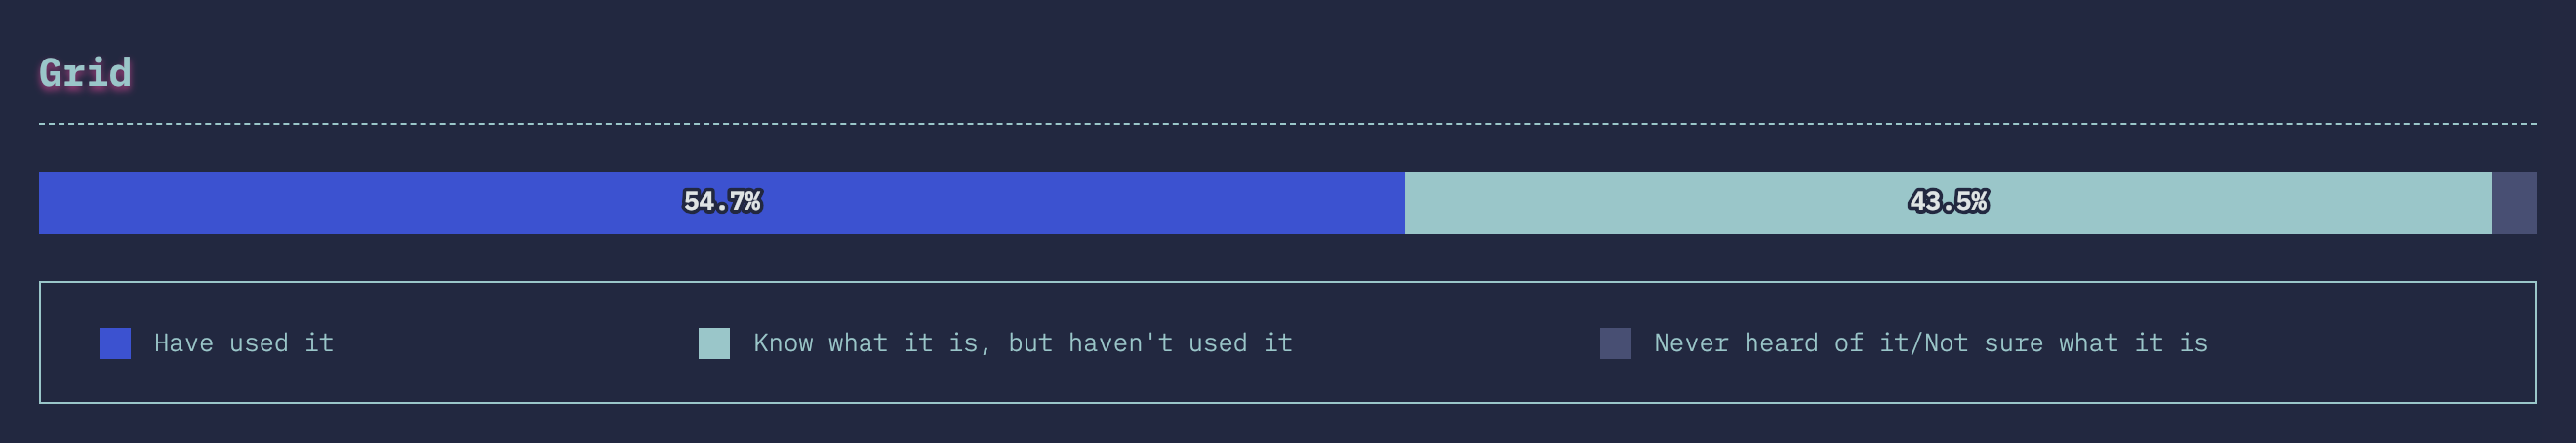 Grid
54.7% 43.5%
Have used it Know what it is, but haven't used it Never heard of it/Not sure what it is